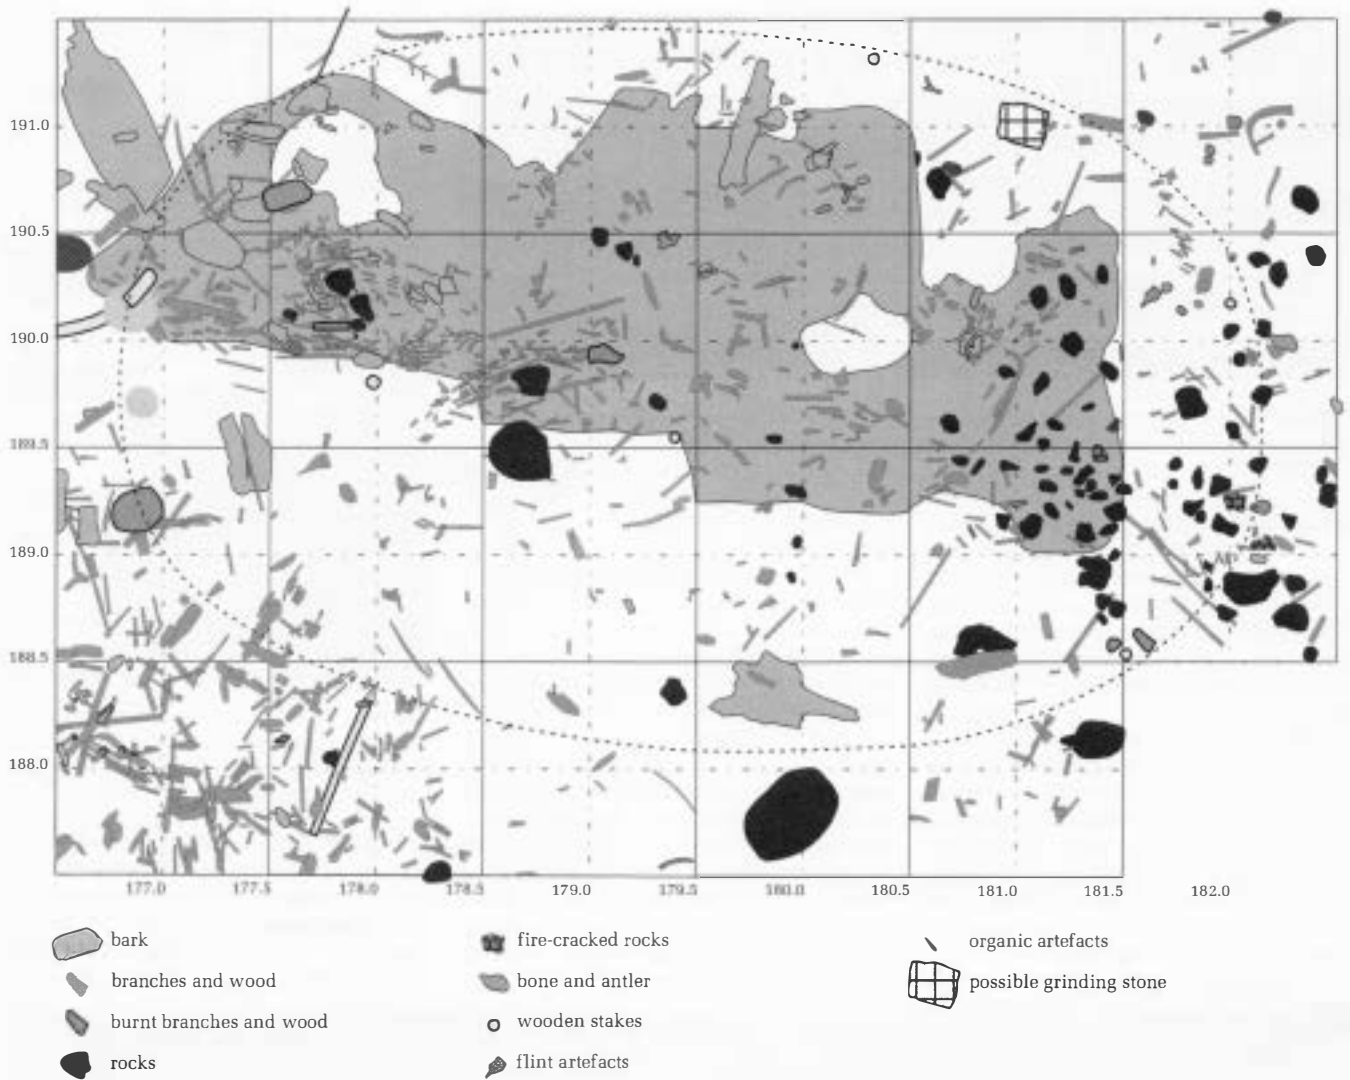 191.0
190.5
190.0
189.5
189.0
188.5
188.0
177.0 177.5 178.0 178.5 179.0 179.5 180.0 180.5 181.0 181.5 182.0
bark
branches and wood
burnt branches and wood
rocks
fire-cracked rocks
bone and antler
wooden stakes
flint artefacts
organic artefacts
possible grinding stone